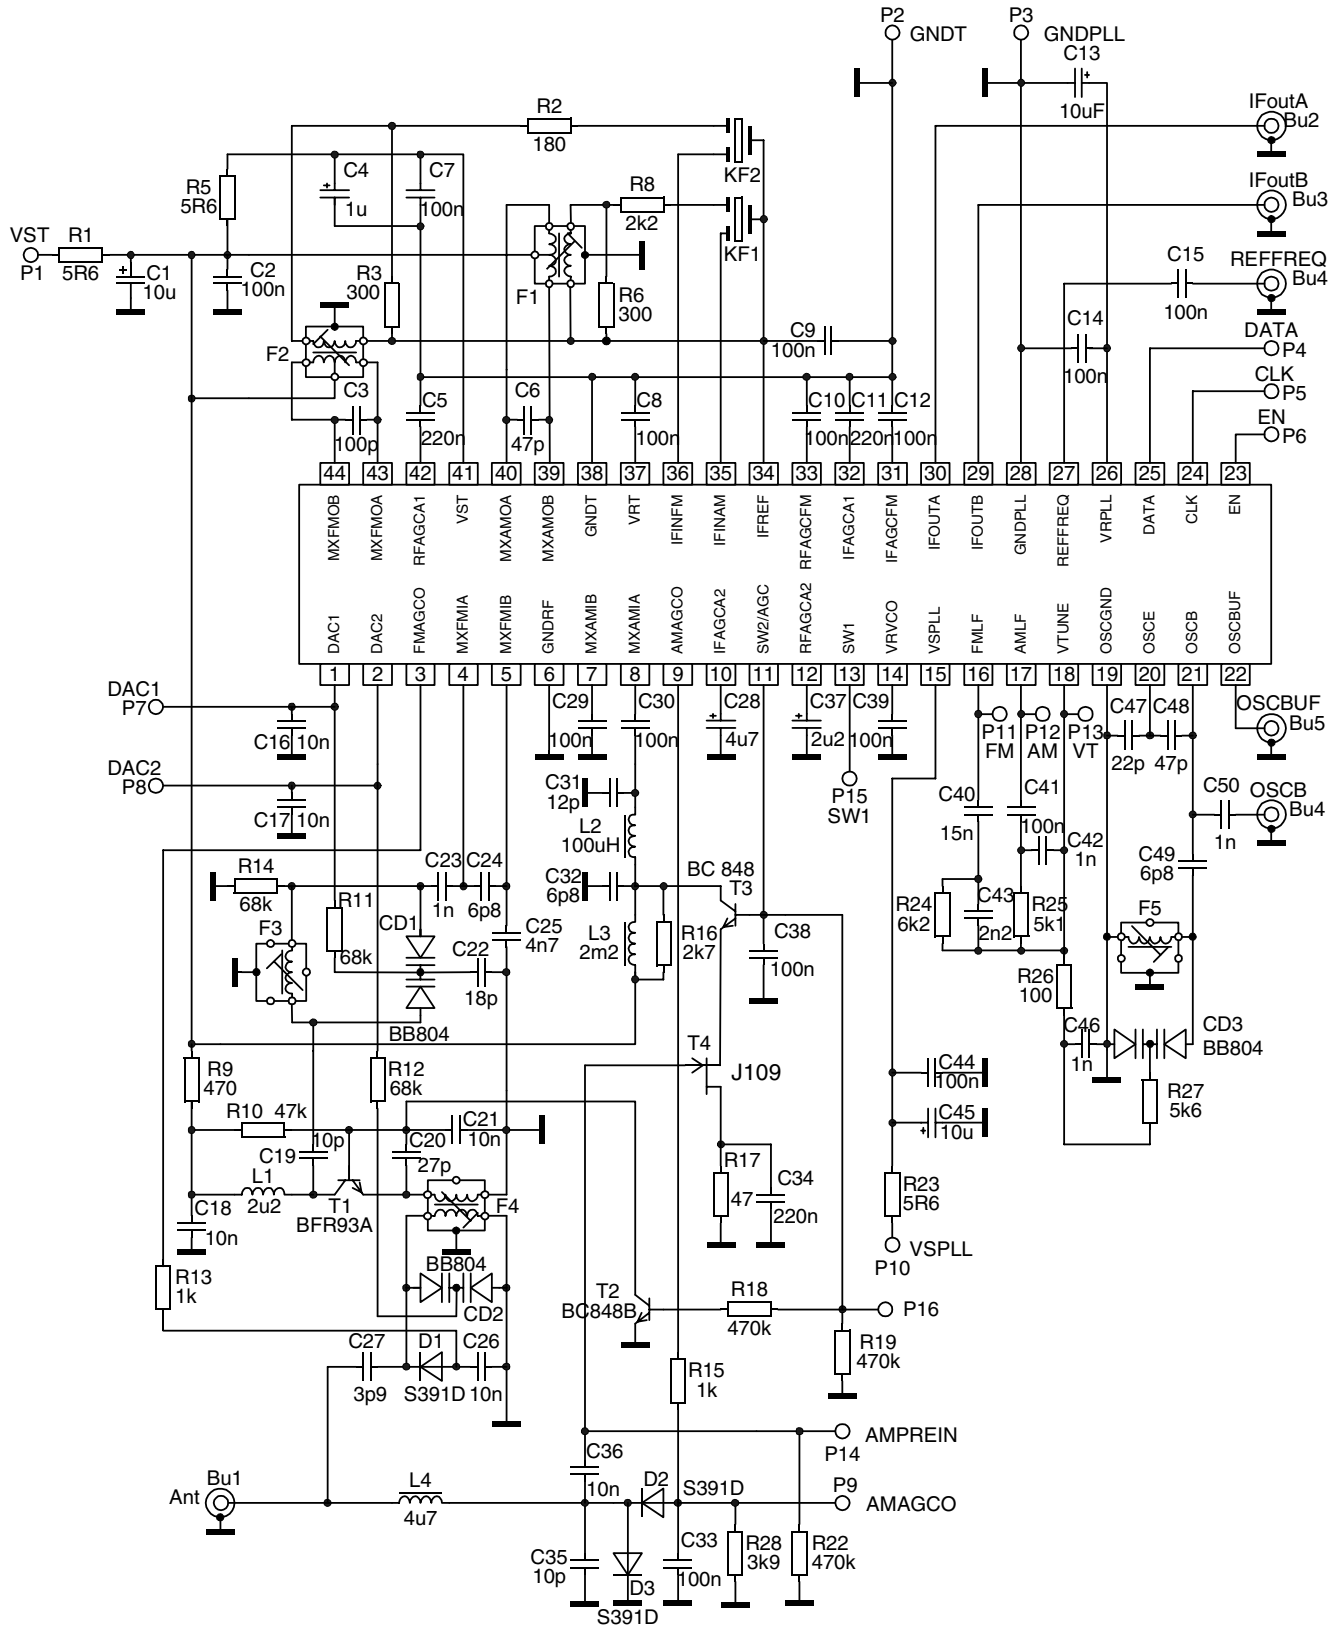 P2
GNDT
P3
GNDPLL
C13
10uF
IFoutA
Bu2
R2
180
KF2
C4
1u
C7
100n
R5
5R6
R8
2k2
KF1
IFoutB
Bu3
VST
P1
R1
5R6
C1
10u
C2
100n
R3
300
F1
R6
300
C15
100n
REFFREQ
Bu4
F2
C9
100n
C14
100n
DATA
P4
C3
100p
C5
220n
C6
47p
C8
100n
C10
100n
C11
220n
C12
100n
CLK
P5
EN
P6
44 43 42 41 40 39 38 37 36 35 34 33 32 31 30 29 28 27 26 25 24 23
MXFMOB MXFMOA RFAGCA1 VST MXAMOA MXAMOB GNDT VRT IFINFM IFINAM IFREF RFAGCFM IFAGCA1 IFAGCFM IFOUTA IFOUTB GNDPLL REFFREQ VRPLL DATA CLK EN
DAC1 DAC2 FMAGCO MXFMIA MXFMIB GNDRF MXAMIB MXAMIA AMAGCO IFAGCA2 SW2/AGC RFAGCA2 SW1 VRVCO VSPLL FMLF AMLF VTUNE OSCGND OSCE OSCB OSCBUF
1 2 3 4 5 6 7 8 9 10 11 12 13 14 15 16 17 18 19 20 21 22
DAC1
P7
C16 10n
DAC2
P8
C17 10n
C29
100n
C30
100n
C28
4u7
C37
2u2
C39
100n
P15
SW1
P11
FM
P12
AM
P13
VT
C47
22p
C48
47p
OSCBUF
Bu5
C31
12p
L2
100uH
C40
15n
C41
100n
C42
1n
C50
1n
OSCB
Bu4
R14
68k
R11
68k
C23
1n
C24
6p8
C32
6p8
BC 848
T3
C49
6p8
F3
CD1
C22
18p
C25
4n7
L3
2m2
R16
2k7
C38
100n
R24
6k2
C43
2n2
R25
5k1
F5
R26
100
BB804
T4
J109
C46
1n
CD3
BB804
R9
470
R12
68k
C44
100n
R27
5k6
R10 47k
C19
10p
C20
27p
C21
10n
C45
10u
L1
2u2
T1
BFR93A
F4
R17
47
C34
220n
R23
5R6
C18
10n
P10
VSPLL
R13
1k
BB804
CD2
T2
BC848B
R18
470k
P16
R19
470k
C27
3p9
D1
S391D
C26
10n
R15
1k
AMPREIN
P14
C36
10n
Bu1
Ant
L4
4u7
D2
S391D
P9
AMAGCO
C35
10p
D3
S391D
C33
100n
R28
3k9
R22
470k